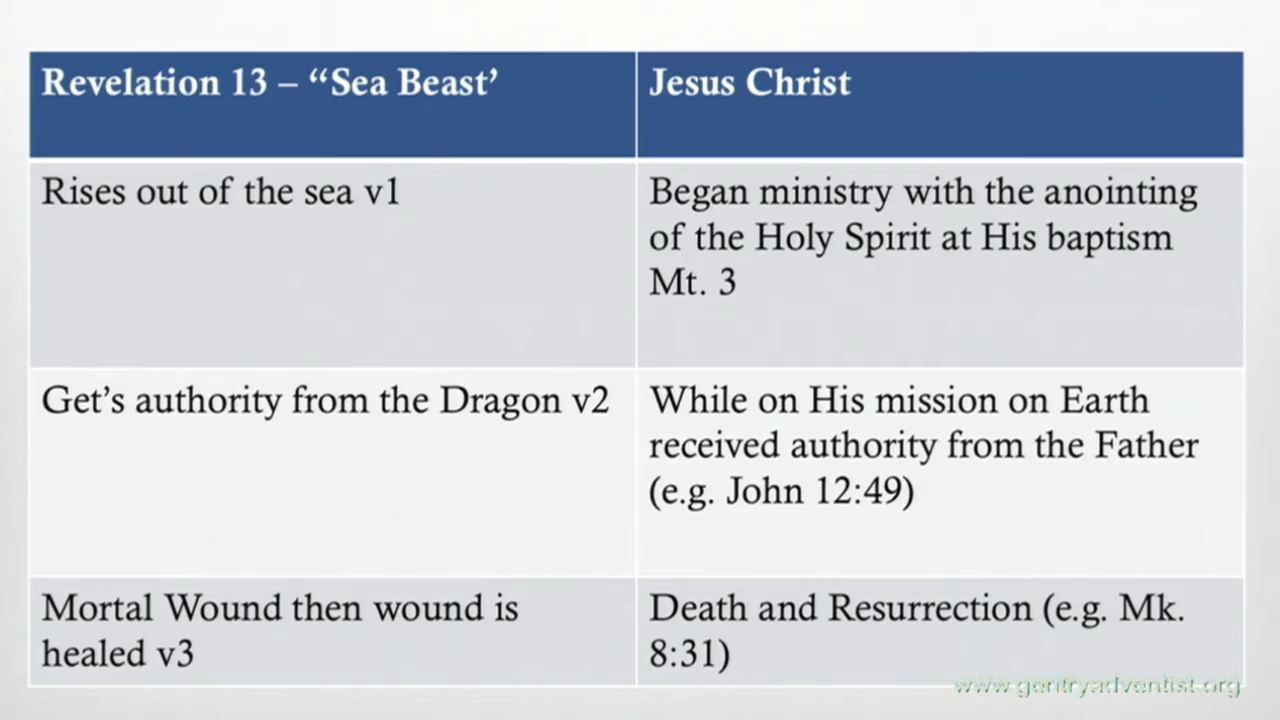 Revelation 13 – “Sea Beast’
Jesus Christ
Rises out of the sea v1
Began ministry with the anointing
of the Holy Spirit at His baptism
Mt. 3
Get’s authority from the Dragon v2
While on His mission on Earth
received authority from the Father
(e.g. John 12:49)
Mortal Wound then wound is
healed v3
Death and Resurrection (e.g. Mk.
8:31)
www.gentryadventist.org